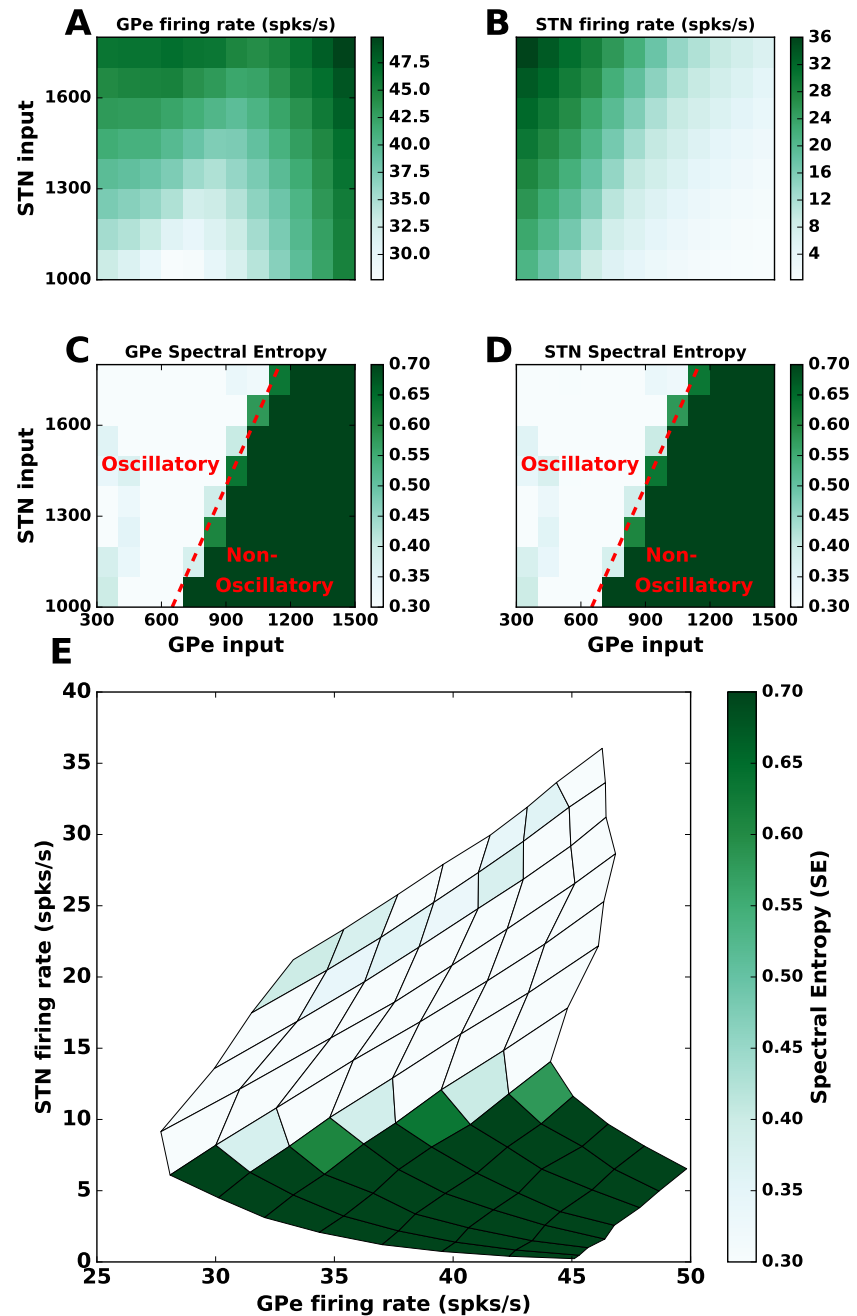 A
GPe firing rate (spks/s)
B
STN firing rate (spks/s)
STN input
1600
1300
1000
47.5
45.0
42.5
40.0
37.5
35.0
32.5
30.0
36
32
28
24
20
16
12
8
4
C
GPe Spectral Entropy
D
STN Spectral Entropy
STN input
1600
1300
1000
Oscillatory
Non-
Oscillatory
300 600 900 1200 1500
GPe input
0.70
0.65
0.60
0.55
0.50
0.45
0.40
0.35
0.30
Oscillatory
Non-
Oscillatory
300 600 900 1200 1500
GPe input
0.70
0.65
0.60
0.55
0.50
0.45
0.40
0.35
0.30
E
STN firing rate (spks/s)
40
35
30
25
20
15
10
5
0
25 30 35 40 45 50
GPe firing rate (spks/s)
0.70
0.65
0.60
0.55
0.50
0.45
0.40
0.35
0.30
Spectral Entropy (SE)